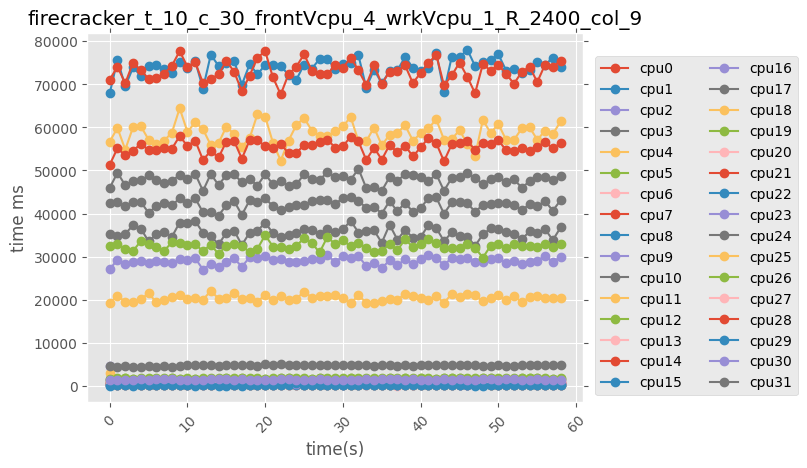 firecracker_t_10_c_30_frontVcpu_4_wrkVcpu_1_R_2400_col_9
80000
70000
60000
50000
40000
30000
20000
10000
0
time ms
0 10 20 30 40 50 60
time(s)
cpu0 cpu16
cpu1 cpu17
cpu2 cpu18
cpu3 cpu19
cpu4 cpu20
cpu5 cpu21
cpu6 cpu22
cpu7 cpu23
cpu8 cpu24
cpu9 cpu25
cpu10 cpu26
cpu11 cpu27
cpu12 cpu28
cpu13 cpu29
cpu14 cpu30
cpu15 cpu31